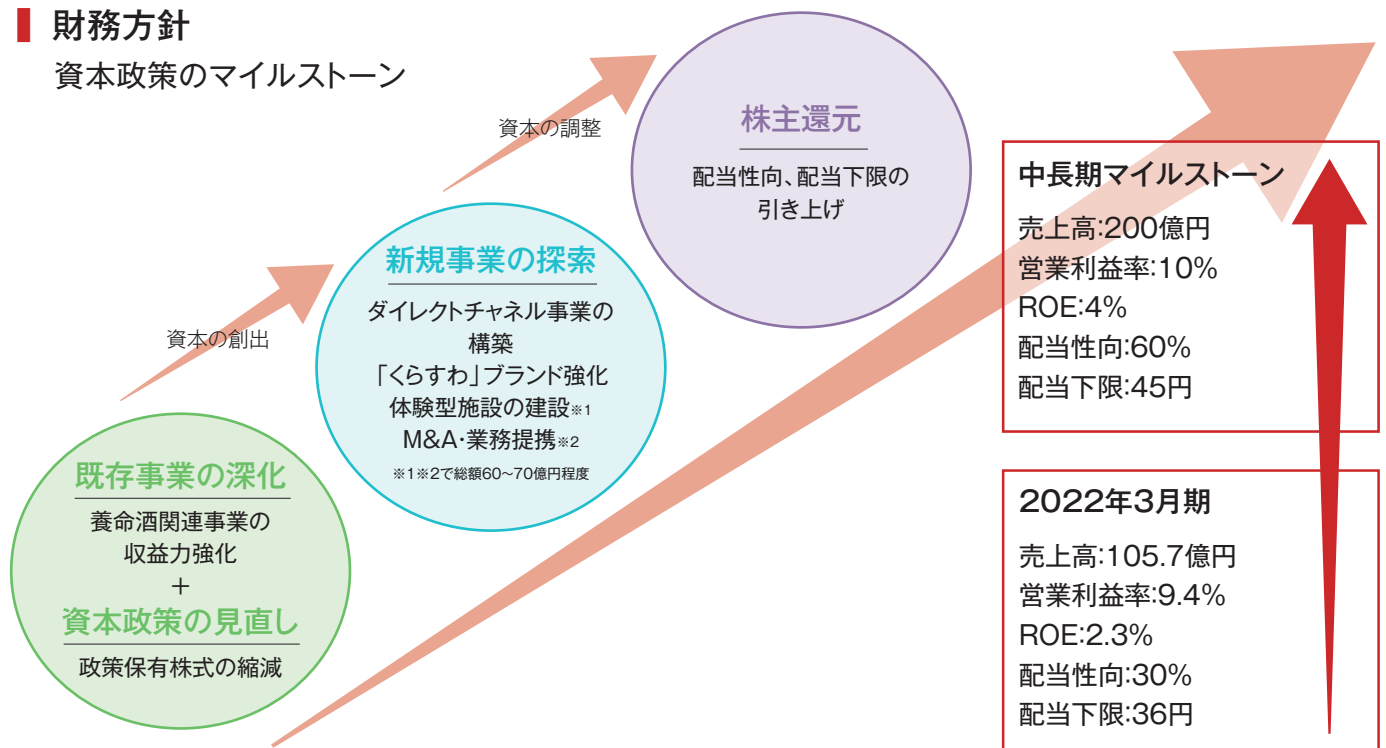 財務方針
資本政策のマイルストーン
資本の調整
株主還元
配当性向、配当下限の
引き上げ
資本の創出
新規事業の探索
ダイレクトチャネル事業の
構築
「くらすわ」ブランド強化
体験型施設の建設※1
M&A・業務提携※2
※1※2で総額60〜70億円程度
既存事業の深化
養命酒関連事業の
収益力強化
+
資本政策の見直し
政策保有株式の縮減
中長期マイルストーン
売上高:200億円
営業利益率:10%
ROE:4%
配当性向:60%
配当下限:45円
2022年3月期
売上高:105.7億円
営業利益率:9.4%
ROE:2.3%
配当性向:30%
配当下限:36円